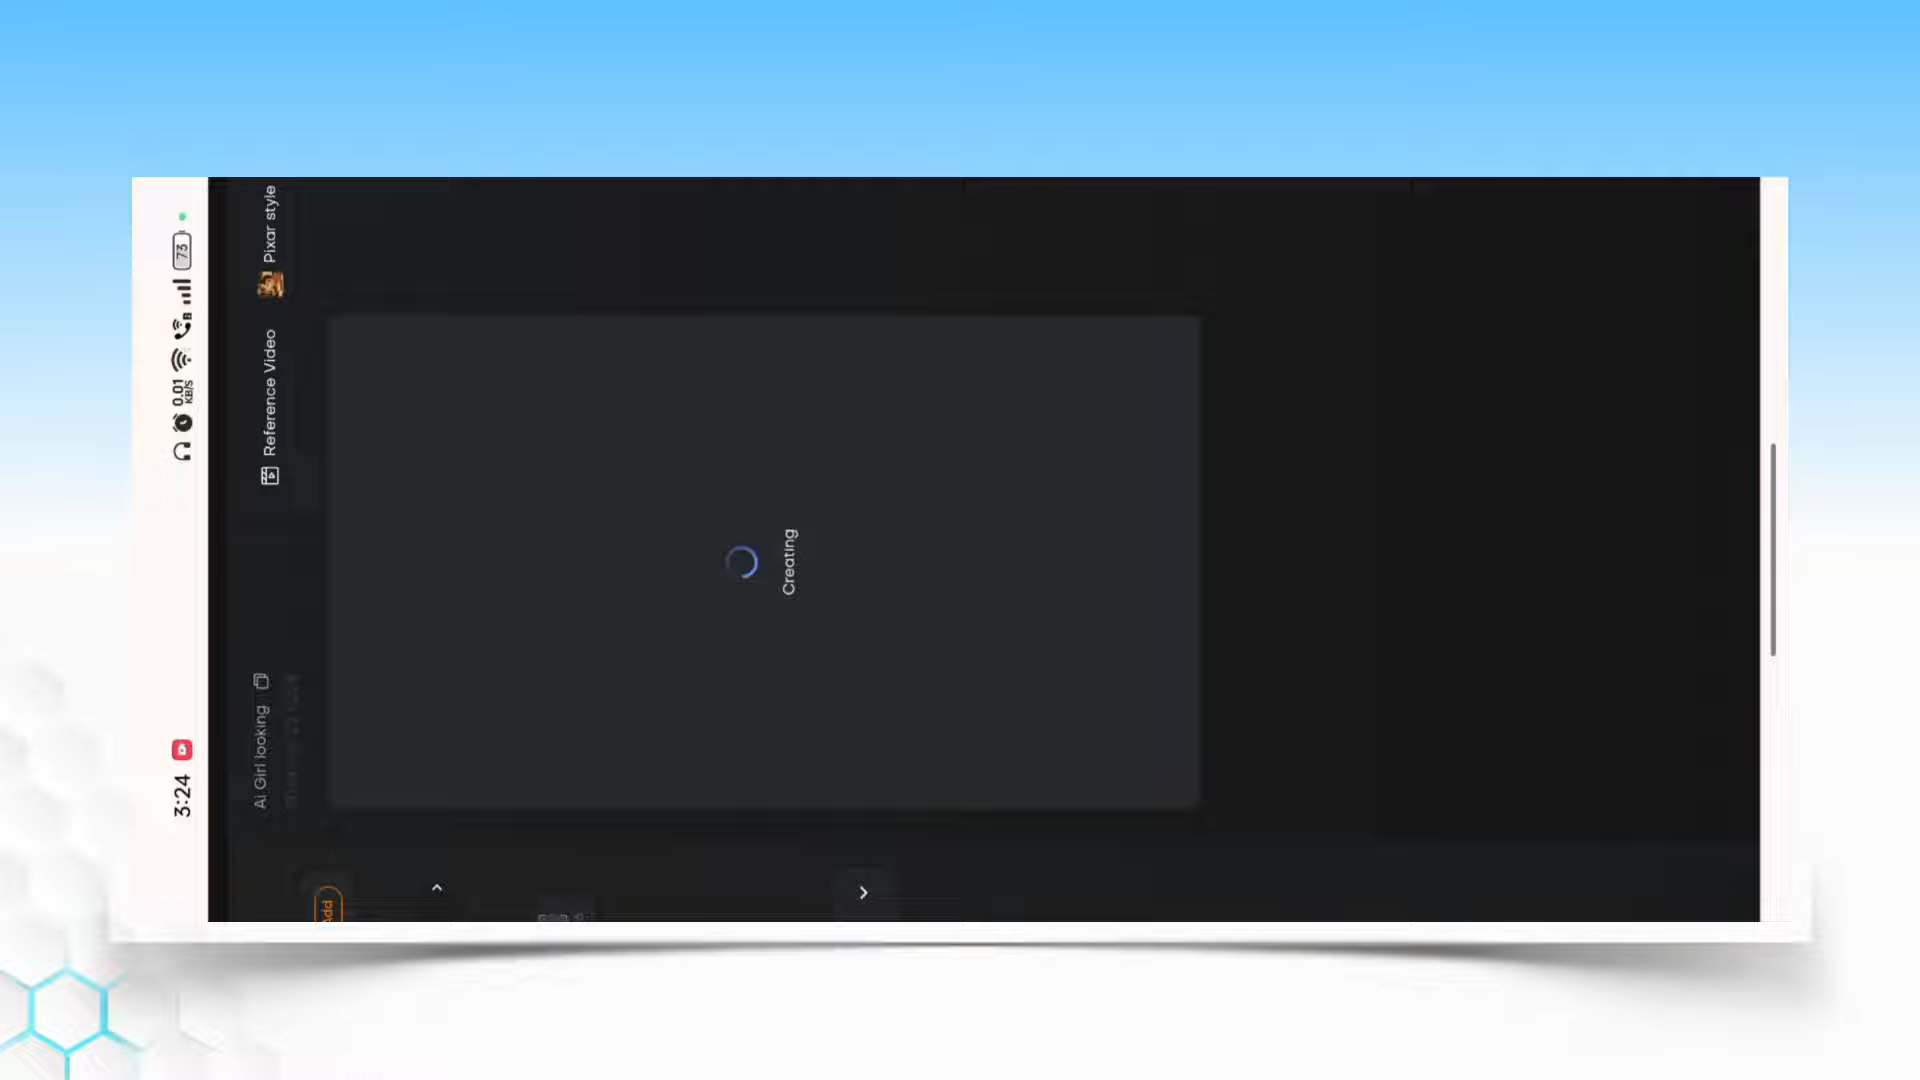 3:24
0.01
KB/S
73
Ai Girl looking
Reference Video
Pixar style
Creating
Add